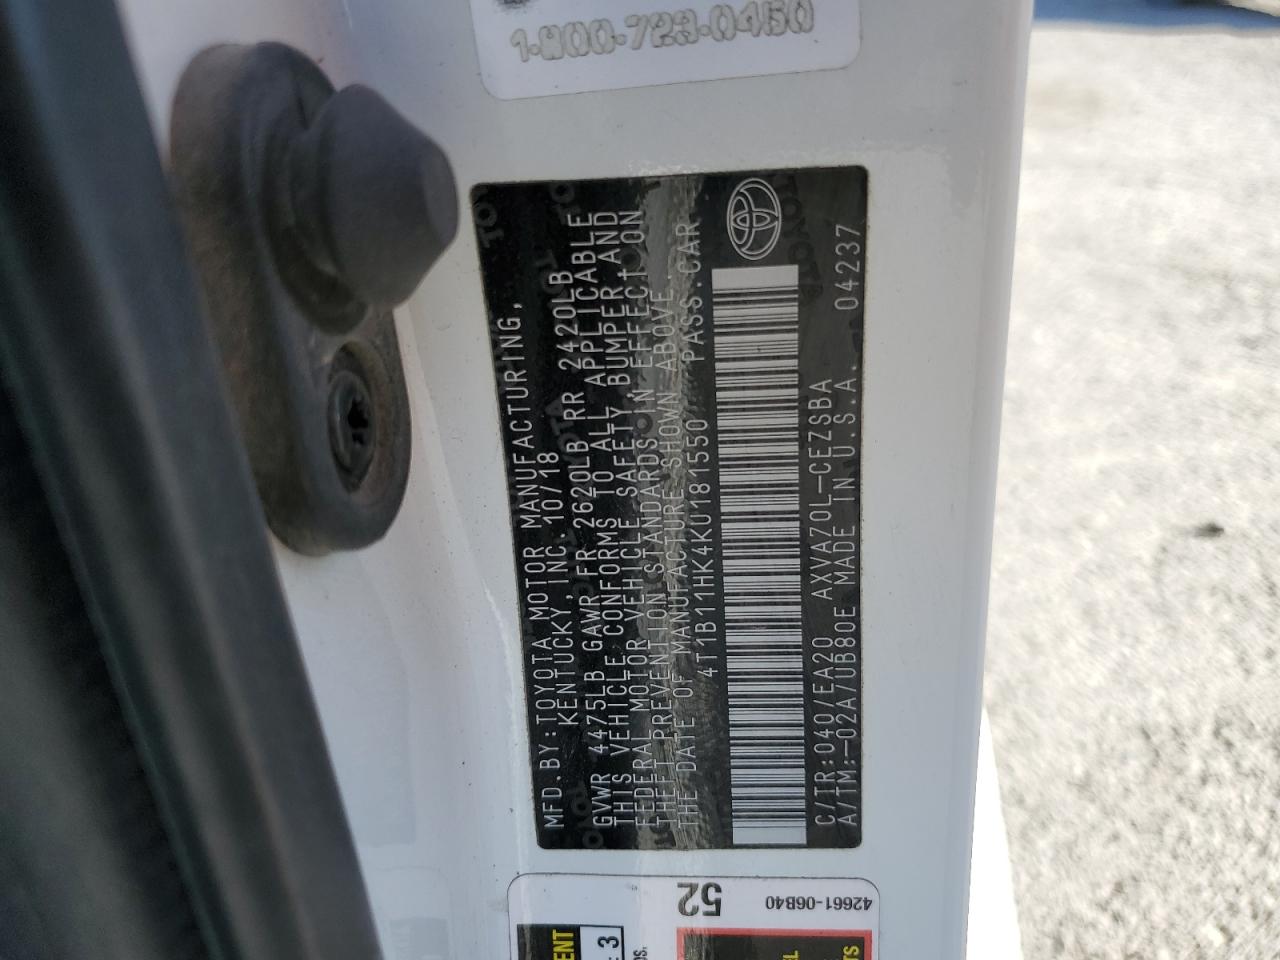 1-800-723-0450
MFD.BY:TOYOTA MOTOR MANUFACTURING,
KENTUCKY, INC. 10/18
GVWR 4475LB GAWR FR 2620LB RR 2420LB
THIS VEHICLE CONFORMS TO ALL APPLICABLE
FEDERAL MOTOR VEHICLE SAFETY, BUMPER, AND
THEFT PREVENTION STANDARDS IN EFFECT ON
THE DATE OF MANUFACTURE SHOWN ABOVE.
4T1B11HK4KU181550 PASS.CAR
C/TR:040/EA20 AXVA70L-CEZSBA
A/TM:-02A/UB80E MADE IN U.S.A. 04237
52
42661-06B40
3